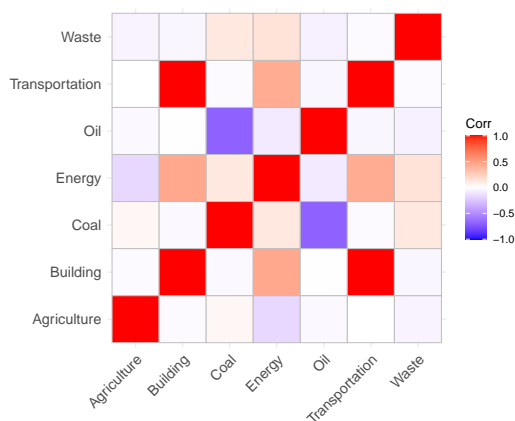 Waste
Transportation
Oil
Energy
Coal
Building
Agriculture
Agriculture
Building
Coal
Energy
Oil
Transportation
Waste
Corr
1.0
0.5
0.0
−0.5
−1.0